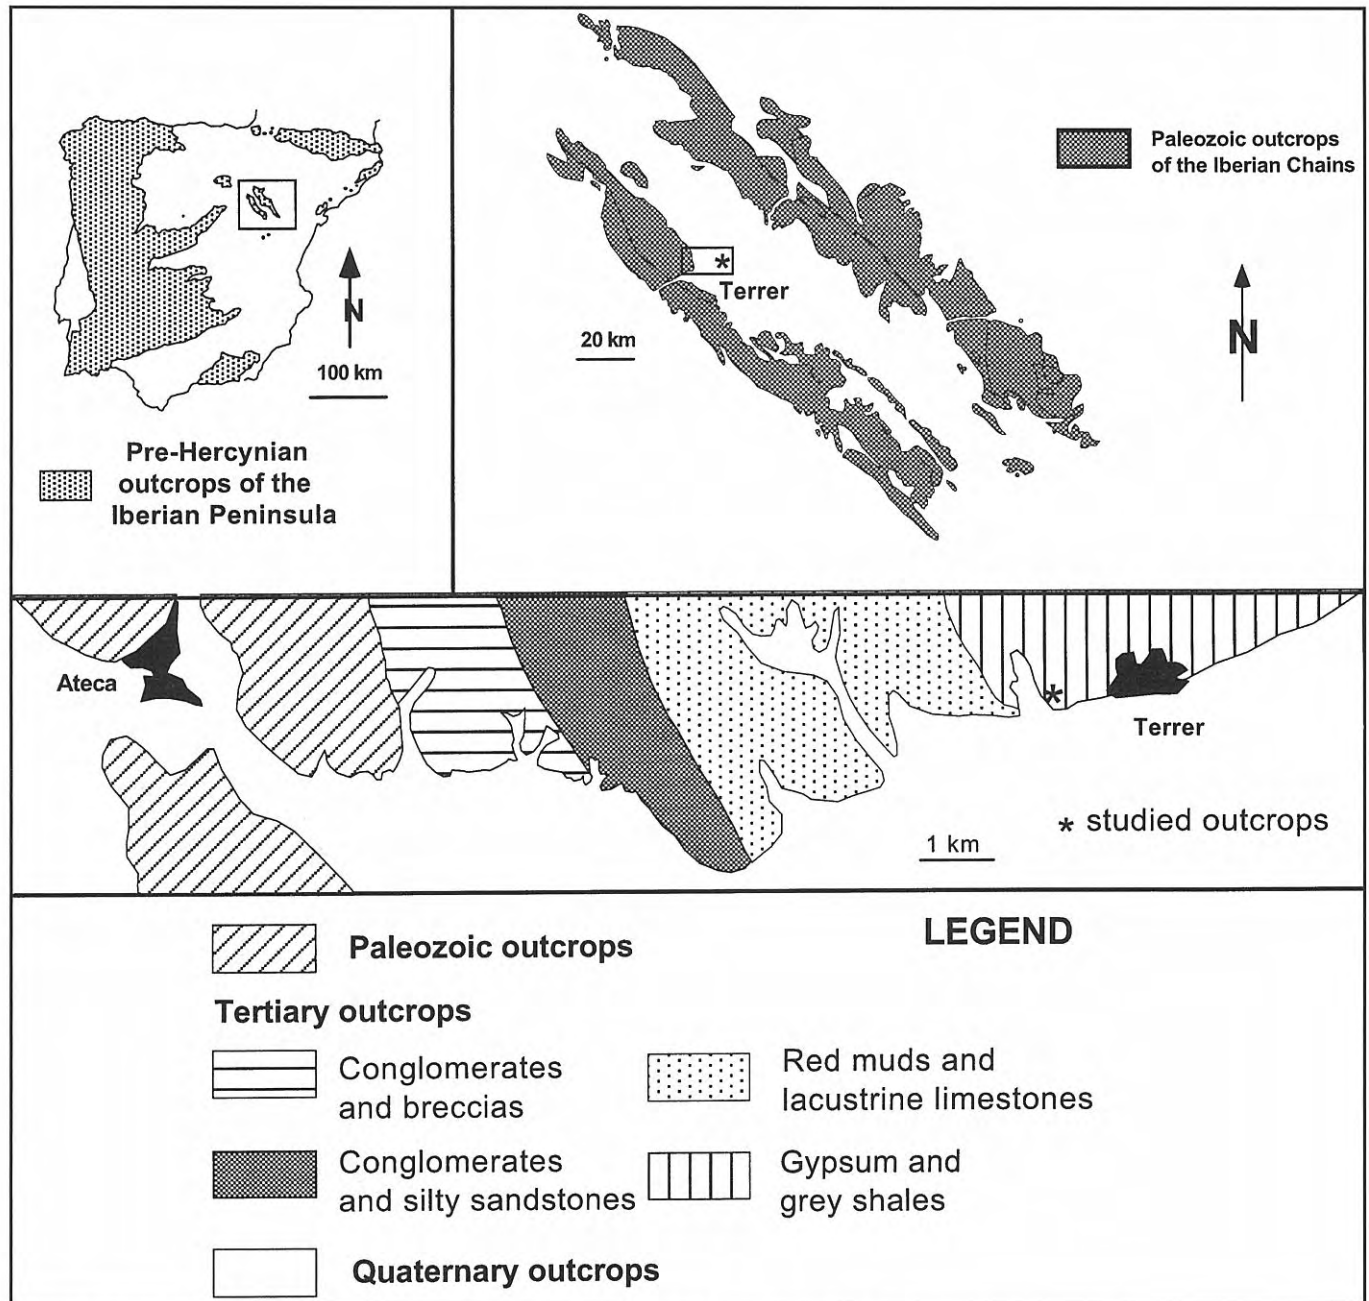 N
100 km
Pre-Hercynian
outcrops of the
Iberian Peninsula
Paleozoic outcrops
of the Iberian Chains
*
Terrer
20 km
N
Ateca
*
Terrer
* studied outcrops
1 km
LEGEND
Paleozoic outcrops
Tertiary outcrops
Conglomerates
and breccias
Red muds and
lacustrine limestones
Conglomerates
and silty sandstones
Gypsum and
grey shales
Quaternary outcrops